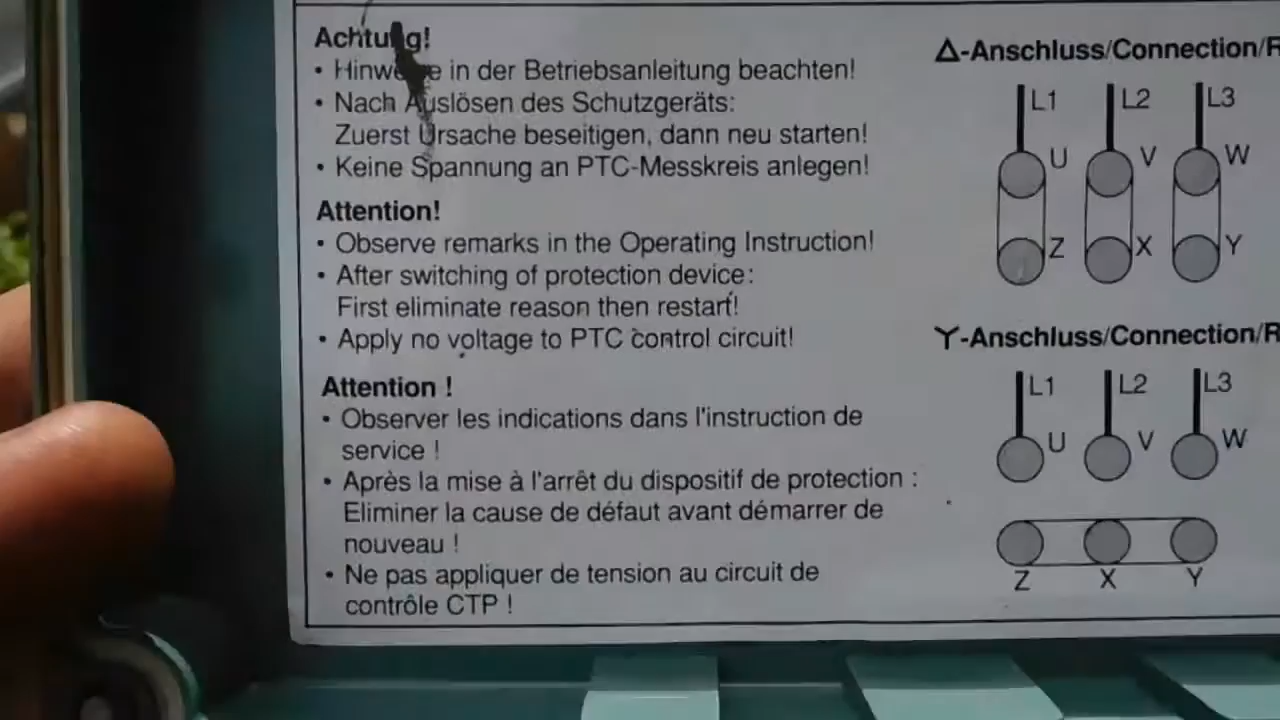 Achtung!
• Hinweise in der Betriebsanleitung beachten!
• Nach Auslösen des Schutzgeräts:
Zuerst Ursache beseitigen, dann neu starten!
• Keine Spannung an PTC-Messkreis anlegen!
Attention!
• Observe remarks in the Operating Instruction!
• After switching of protection device:
First eliminate reason then restart!
• Apply no voltage to PTC control circuit!
Attention !
• Observer les indications dans l'instruction de
service !
• Après la mise à l'arrêt du dispositif de protection :
Eliminer la cause de défaut avant démarrer de
nouveau !
• Ne pas appliquer de tension au circuit de
contrôle CTP !
Δ-Anschluss/Connection/R
L1 L2 L3
U V W
Z X Y
Y-Anschluss/Connection/R
L1 L2 L3
U V W
Z X Y